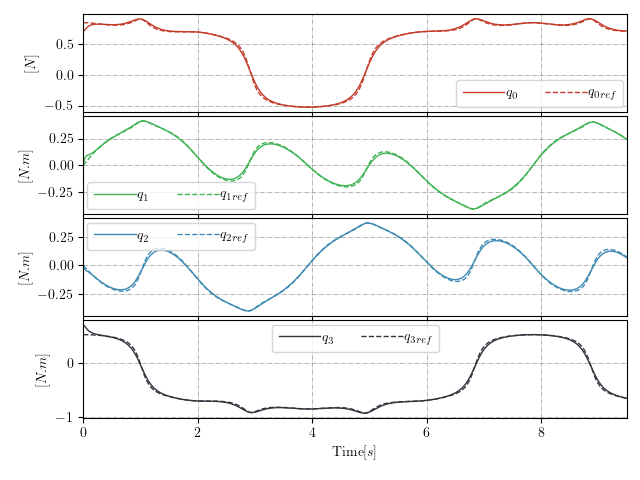 0.5
0.0
−0.5
[N]
q0 q0ref
0.25
0.00
−0.25
[N.m]
q1 q1ref
0.25
0.00
−0.25
[N.m]
q2 q2ref
0
−1
[N.m]
q3 q3ref
0 2 4 6 8
Time[s]